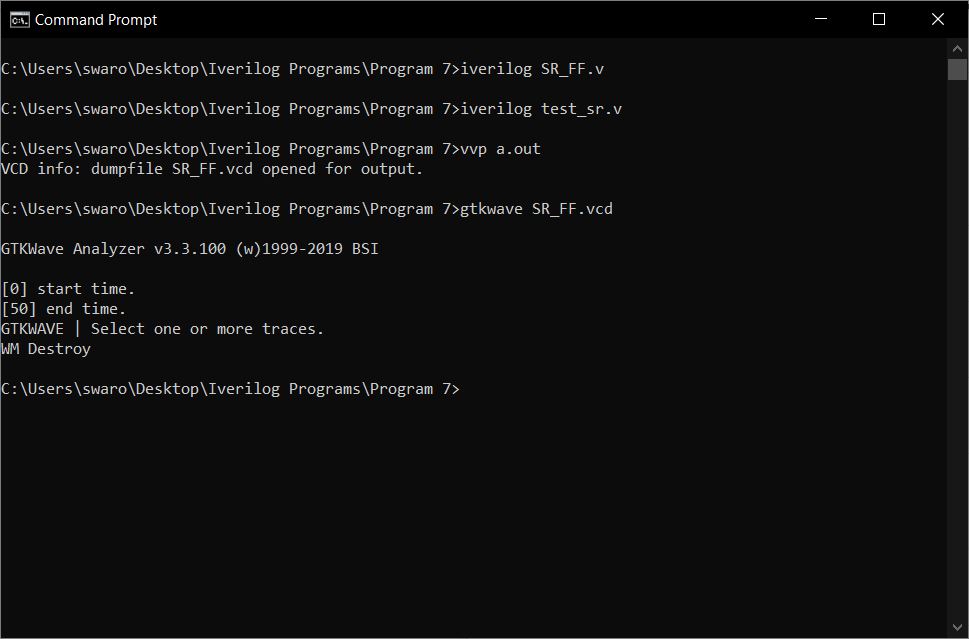 Command Prompt
C:\Users\swaro\Desktop\Iverilog Programs\Program 7>iverilog SR_FF.v
C:\Users\swaro\Desktop\Iverilog Programs\Program 7>iverilog test_sr.v
C:\Users\swaro\Desktop\Iverilog Programs\Program 7>vvp a.out
VCD info: dumpfile SR_FF.vcd opened for output.
C:\Users\swaro\Desktop\Iverilog Programs\Program 7>gtkwave SR_FF.vcd
GTKWave Analyzer v3.3.100 (w)1999-2019 BSI
[0] start time.
[50] end time.
GTKWAVE | Select one or more traces.
WM Destroy
C:\Users\swaro\Desktop\Iverilog Programs\Program 7>